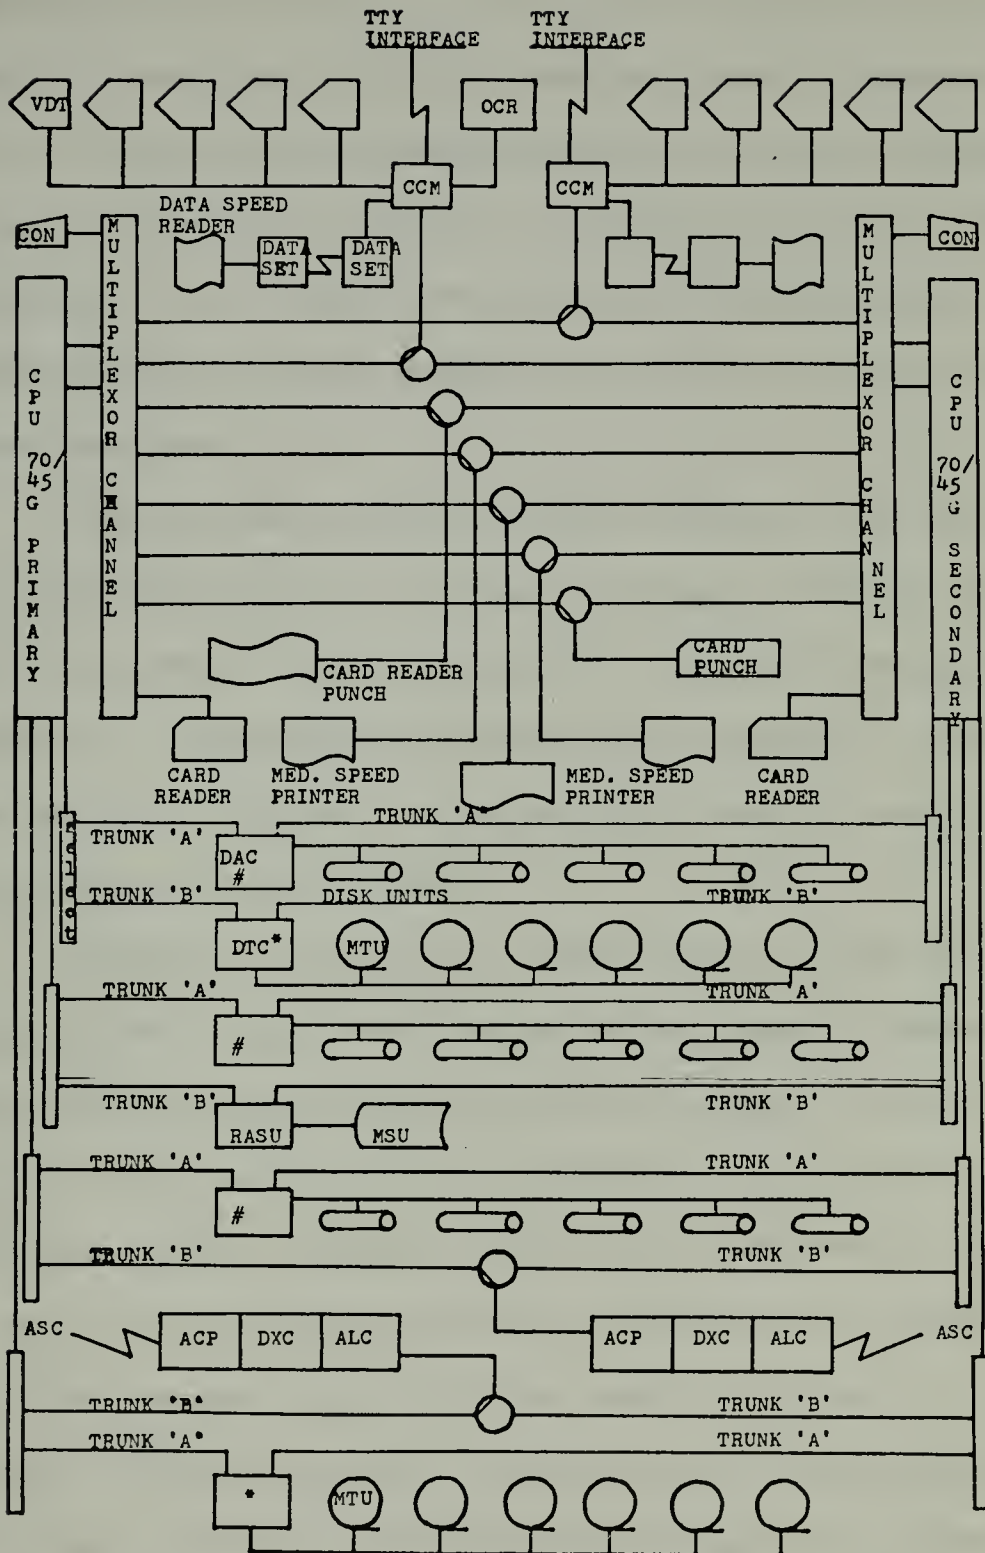 TTY
INTERFACE
TTY
INTERFACE
VDT
OCR
CCM
CCM
DATA SPEED
READER
CON
DATA
SET
DATA
SET
CON
MULTIPLEXOR CHANNEL
MULTIPLEXOR CHANNEL
CPU 70/45 G PRIMARY
CPU 70/45 G SECONDARY
CARD READER
PUNCH
CARD
PUNCH
CARD
READER
MED. SPEED
PRINTER
MED. SPEED
PRINTER
CARD
READER
TRUNK 'A'
TRUNK 'A'
DAC
#
TRUNK 'B'
DISK UNITS
TRUNK 'B'
DTC*
MTU
TRUNK 'A'
TRUNK 'A'
#
TRUNK 'B'
TRUNK 'B'
RASU
MSU
TRUNK 'A'
TRUNK 'A'
#
TRUNK 'B'
TRUNK 'B'
ASC
ACP
DXC
ALC
ACP
DXC
ALC
ASC
TRUNK 'B'
TRUNK 'B'
TRUNK 'A'
TRUNK 'A'
*
MTU